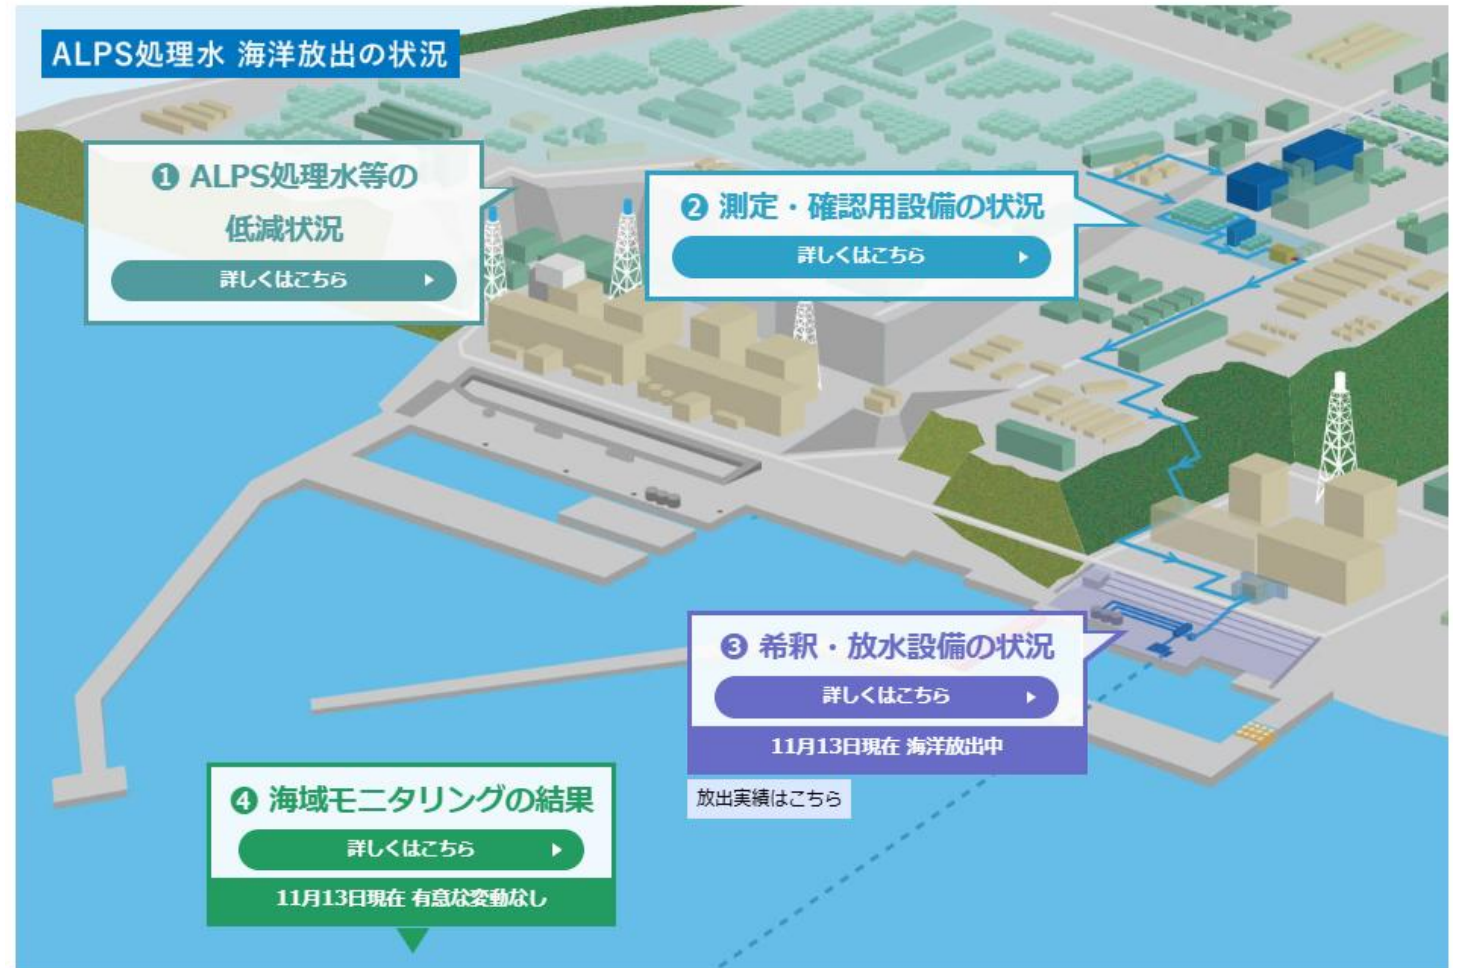 ALPS処理水 海洋放出の状況
❶ ALPS処理水等の
低減状況
詳しくはこちら
❷ 測定・確認用設備の状況
詳しくはこちら
❸ 希釈・放水設備の状況
詳しくはこちら
11月13日現在 海洋放出中
放出実績はこちら
❹ 海域モニタリングの結果
詳しくはこちら
11月13日現在 有意な変動なし